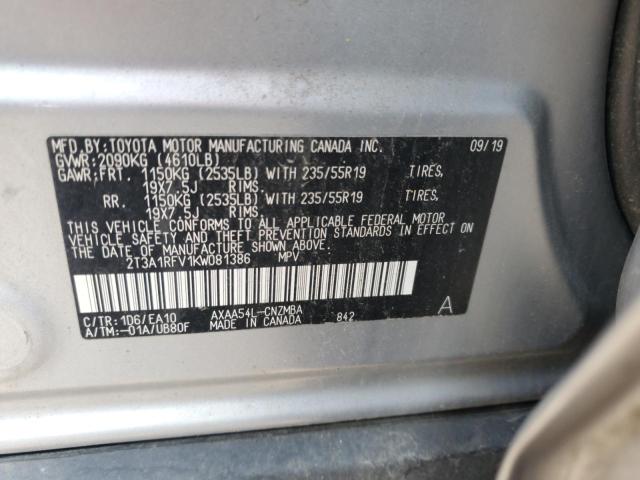 MFD.BY:TOYOTA MOTOR MANUFACTURING CANADA INC. 09/19
GVWR:2090KG (4610LB)
GAWR:FRT. 1150KG (2535LB) WITH 235/55R19 TIRES,
19X7.5J RIMS,
RR. 1150KG (2535LB) WITH 235/55R19 TIRES,
19X7.5J RIMS.
THIS VEHICLE CONFORMS TO ALL APPLICABLE FEDERAL MOTOR
VEHICLE SAFETY AND THEFT PREVENTION STANDARDS IN EFFECT ON
THE DATE OF MANUFACTURE SHOWN ABOVE.
2T3A1RFV1KW081386 MPV
C/TR:1D6/EA10 AXAA54L-CNZMBA 842 A
A/TM:-01A/UB80F MADE IN CANADA